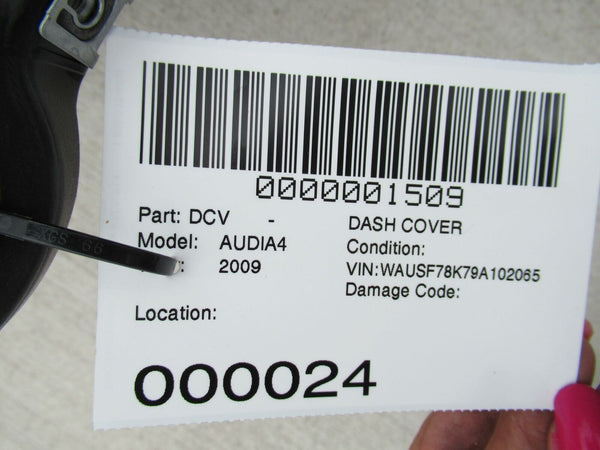 0000001509
Part: DCV - DASH COVER
Model: AUDIA4 Condition:
: 2009 VIN:WAUSF78K79A102065
Damage Code:
Location:
000024